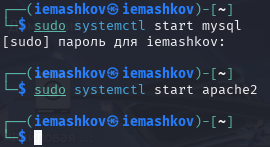 ┌──(iemashkov㉿iemashkov)-[~]
└─$ sudo systemctl start mysql
[sudo] пароль для iemashkov:
┌──(iemashkov㉿iemashkov)-[~]
└─$ sudo systemctl start apache2
┌──(iemashkov㉿iemashkov)-[~]
└─$